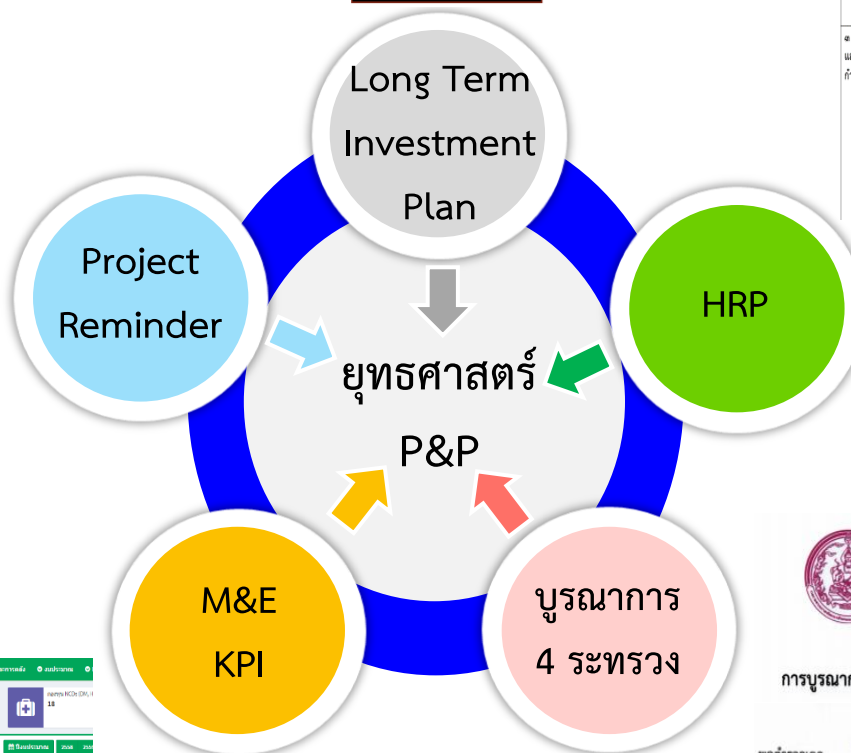 Long Term
Investment
Plan
Project
Reminder
HRP
ยุทธศาสตร์
P&P
M&E
KPI
บูรณาการ
4 ระทรวง
18